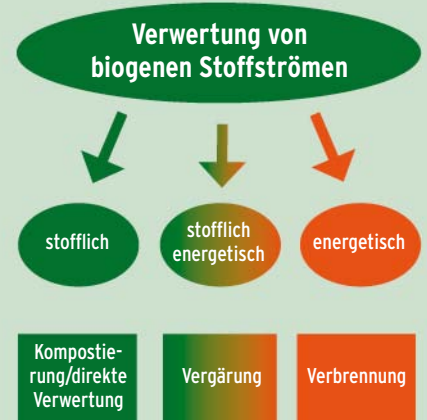 Verwertung von
biogenen Stoffströmen
stofflich
stofflich
energetisch
energetisch
Kompostie-
rung/direkte
Verwertung
Vergärung
Verbrennung